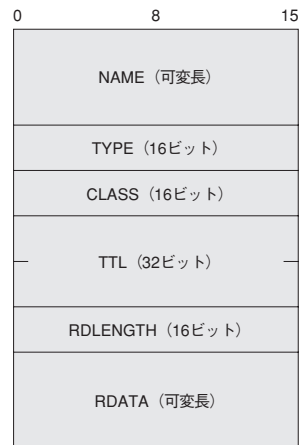 0 8 15
NAME（可変長）
TYPE（16ビット）
CLASS（16ビット）
TTL（32ビット）
RDLENGTH（16ビット）
RDATA（可変長）